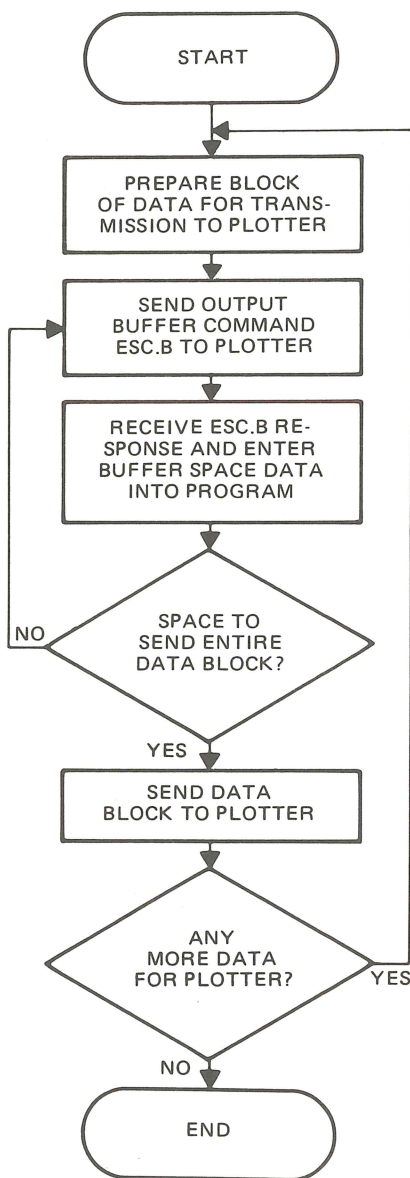 START
PREPARE BLOCK
OF DATA FOR TRANS-
MISSION TO PLOTTER
SEND OUTPUT
BUFFER COMMAND
ESC.B TO PLOTTER
RECEIVE ESC.B RE-
SPONSE AND ENTER
BUFFER SPACE DATA
INTO PROGRAM
SPACE TO
SEND ENTIRE
DATA BLOCK?
NO
YES
SEND DATA
BLOCK TO PLOTTER
ANY
MORE DATA
FOR PLOTTER?
YES
NO
END